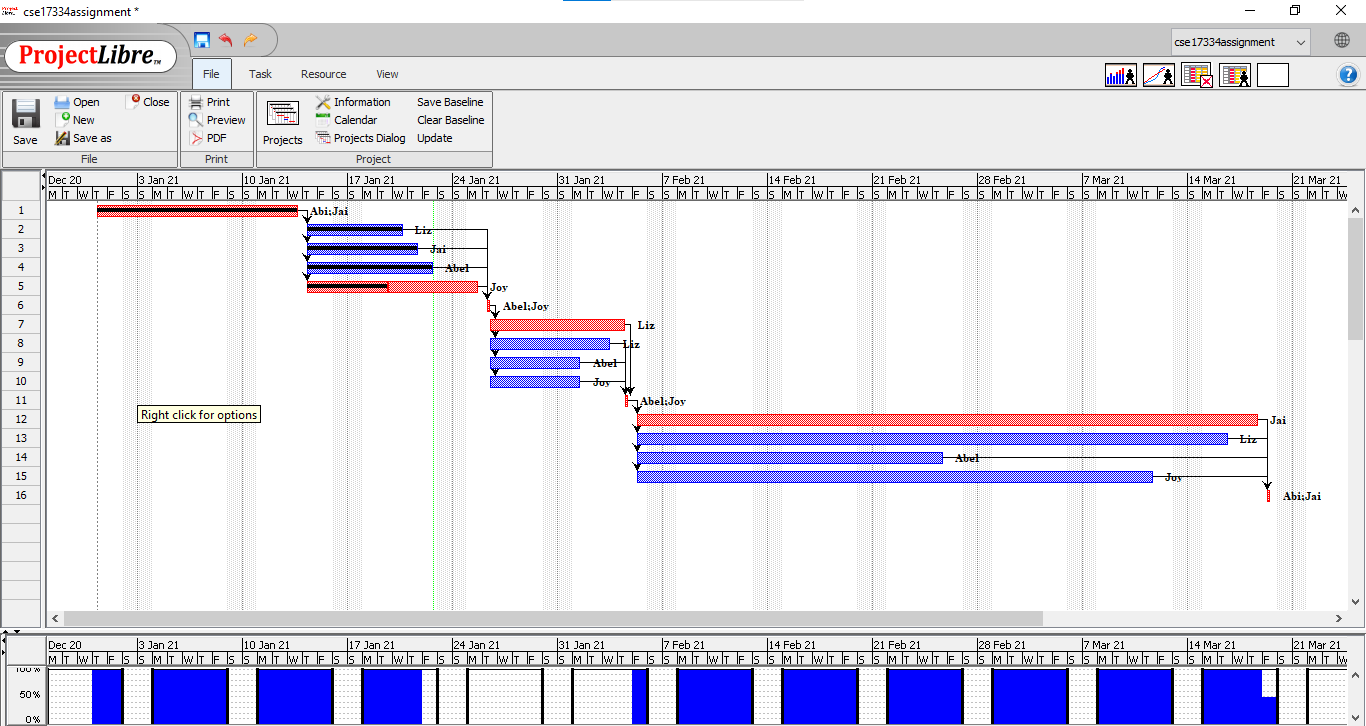 cse17334assignment *
ProjectLibre™
cse17334assignment
File Task Resource View
Save
Open
New
Save as
Close
File
Print
Preview
PDF
Print
Projects
Information
Calendar
Projects Dialog
Save Baseline
Clear Baseline
Update
Project
Dec 20 3 Jan 21 10 Jan 21 17 Jan 21 24 Jan 21 31 Jan 21 7 Feb 21 14 Feb 21 21 Feb 21 28 Feb 21 7 Mar 21 14 Mar 21 21 Mar 21
M T W T F S S M T W T F S S M T W T F S S M T W T F S S M T W T F S S M T W T F S S M T W T F S S M T W T F S S M T W T F S S M T W T F S S M T W T F S S M T W T F S S M T W
1 Abi;Jai
2 Liz
3 Jai
4 Abel
5 Joy
6 Abel;Joy
7 Liz
8 Liz
9 Abel
10 Joy
11 Abel;Joy
Right click for options
12 Jai
13 Liz
14 Abel
15 Joy
16 Abi;Jai
Dec 20 3 Jan 21 10 Jan 21 17 Jan 21 24 Jan 21 31 Jan 21 7 Feb 21 14 Feb 21 21 Feb 21 28 Feb 21 7 Mar 21 14 Mar 21 21 Mar 21
M T W T F S S M T W T F S S M T W T F S S M T W T F S S M T W T F S S M T W T F S S M T W T F S S M T W T F S S M T W T F S S M T W T F S S M T W T F S S M T W T F S S M T W
100 %
50 %
0 %